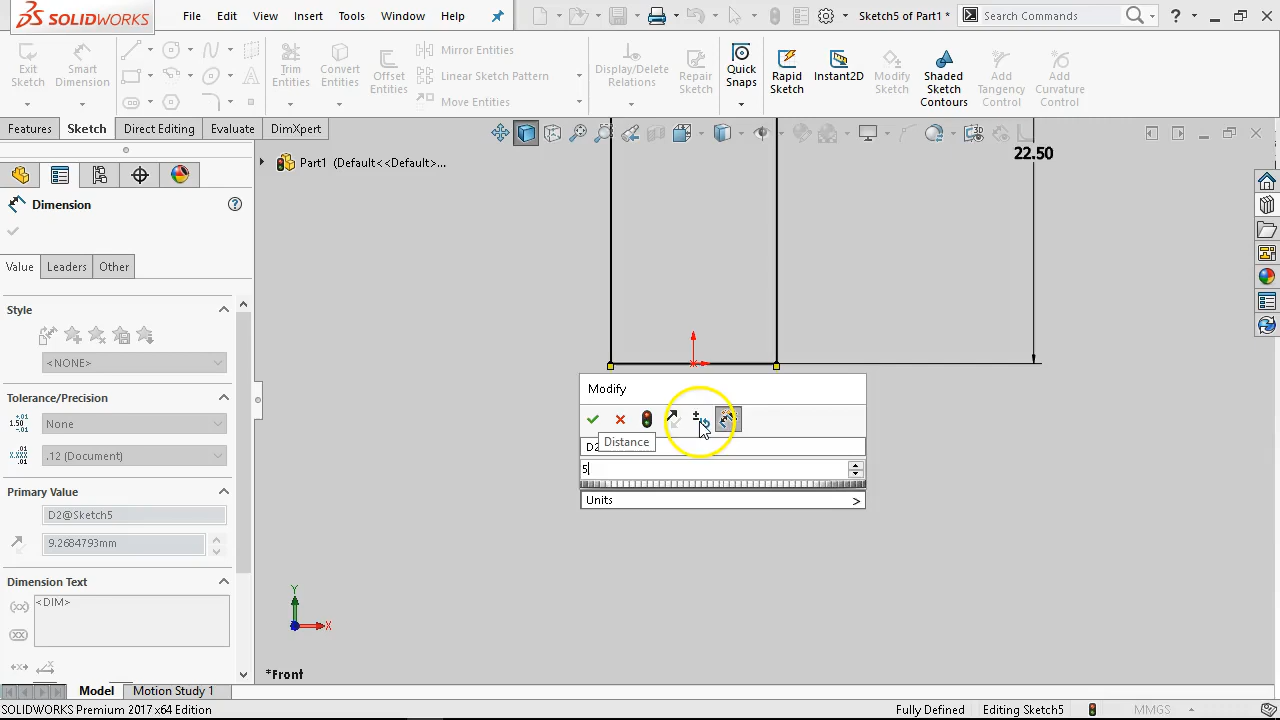 SOLIDWORKS File Edit View Insert Tools Window Help Sketch5 of Part1 * Search Commands ?
Exit Sketch Smart Dimension Trim Entities Convert Entities Offset Entities Mirror Entities Linear Sketch Pattern Move Entities Display/Delete Relations Repair Sketch Quick Snaps Rapid Sketch Instant2D Modify Sketch Shaded Sketch Contours Add Tangency Control Add Curvature Control
Features Sketch Direct Editing Evaluate DimXpert
Part1 (Default<<Default>...
22.50
Dimension ?
Value Leaders Other
Style
<NONE>
Tolerance/Precision
None
.12 (Document)
Primary Value
D2@Sketch5
9.2684793mm
Dimension Text
<DIM>
Modify
Distance
D2
5
Units >
Y
X
*Front
Model Motion Study 1
SOLIDWORKS Premium 2017 x64 Edition Fully Defined Editing Sketch5 MMGS